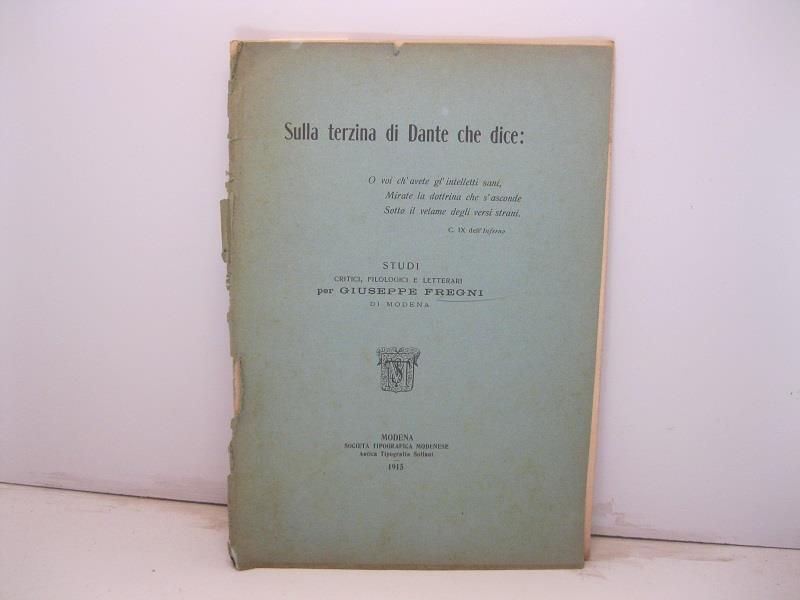 Sulla terzina di Dante che dice:
O voi ch'avete gl'intelletti sani,
Mirate la dottrina che s'asconde
Sotto il velame degli versi strani.
C. IX dell'Inferno
STUDI
CRITICI, FILOLOGICI E LETTERARI
per GIUSEPPE FREGNI
DI MODENA
MODENA
SOCIETÀ TIPOGRAFICA MODENESE
Antica Tipografia Soliani
1915